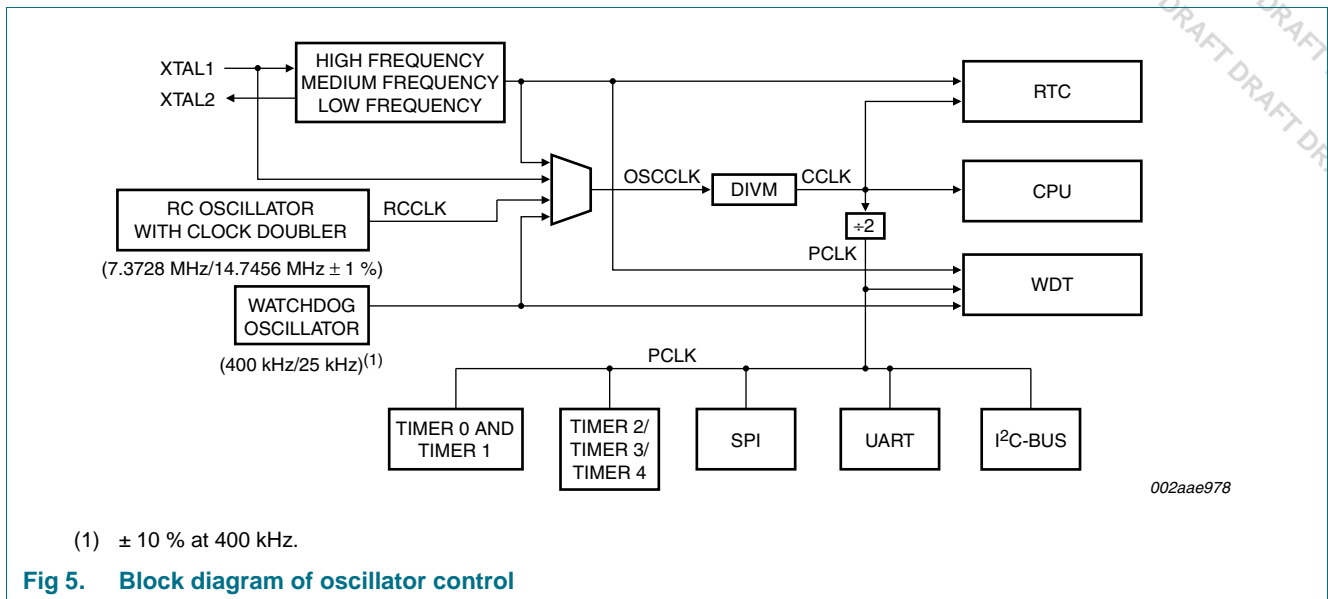 DRAFT DRAFT DRAFT DR
DRAFT DRAFT
XTAL1
XTAL2
HIGH FREQUENCY
MEDIUM FREQUENCY
LOW FREQUENCY
RTC
OSCCLK
DIVM
CCLK
CPU
RC OSCILLATOR
WITH CLOCK DOUBLER
RCCLK
÷2
(7.3728 MHz/14.7456 MHz ± 1 %)
PCLK
WDT
WATCHDOG
OSCILLATOR
(400 kHz/25 kHz)(1)
PCLK
TIMER 0 AND
TIMER 1
TIMER 2/
TIMER 3/
TIMER 4
SPI
UART
I2C-BUS
002aae978
(1) ± 10 % at 400 kHz.
Fig 5. Block diagram of oscillator control